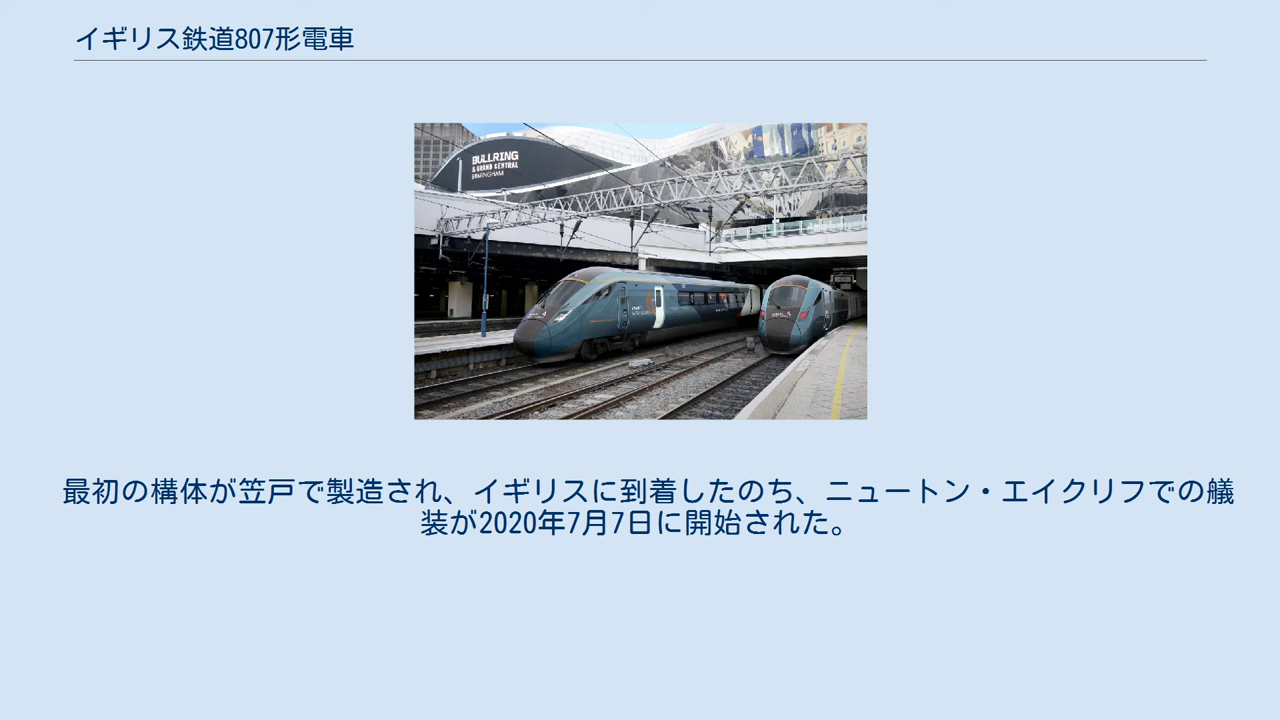 イギリス鉄道807形電車
BULLRING
& GRAND CENTRAL
BIRMINGHAM
最初の構体が笠戸で製造され、イギリスに到着したのち、ニュートン・エイクリフでの艤
装が2020年7月7日に開始された。